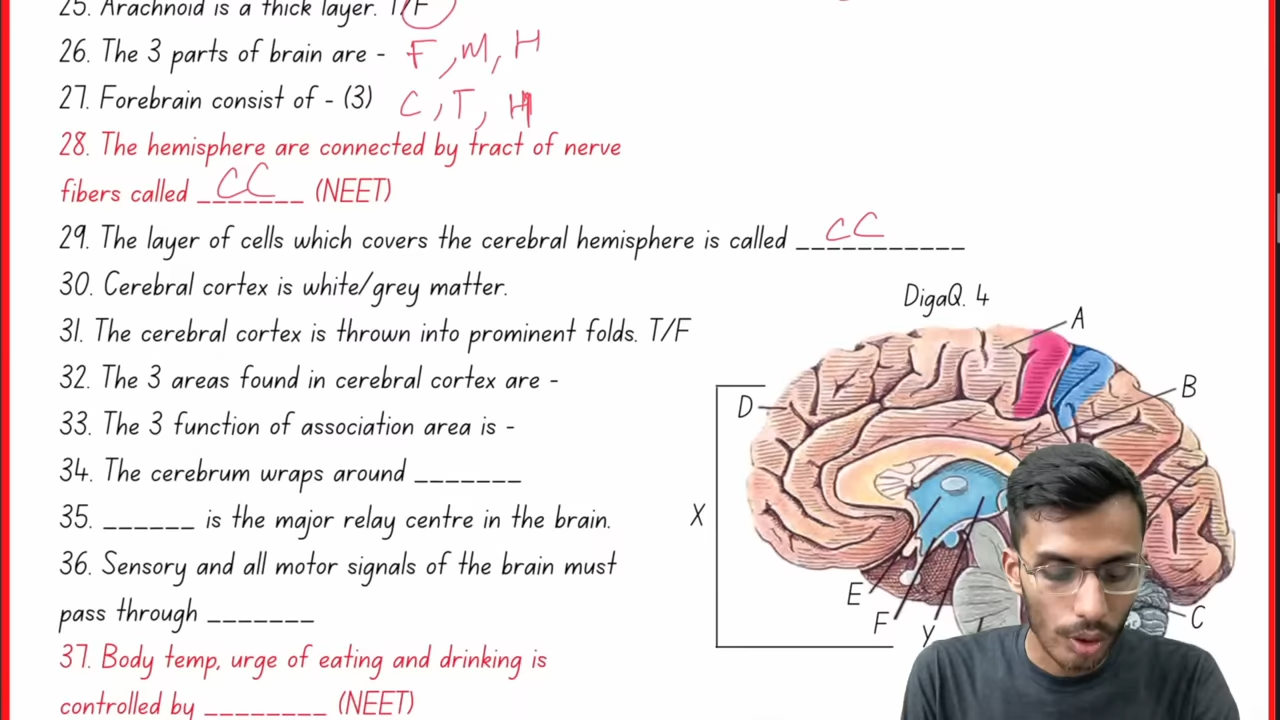 25. Arachnoid is a thick layer. T/F
26. The 3 parts of brain are - F, M, H
27. Forebrain consist of - (3) C, T, H
28. The hemisphere are connected by tract of nerve
fibers called __CC__ (NEET)
29. The layer of cells which covers the cerebral hemisphere is called __CC______
30. Cerebral cortex is white/grey matter.
DigaQ. 4
31. The cerebral cortex is thrown into prominent folds. T/F
A
32. The 3 areas found in cerebral cortex are -
B
D
33. The 3 function of association area is -
34. The cerebrum wraps around _______
35. ______ is the major relay centre in the brain.
X
36. Sensory and all motor signals of the brain must
pass through _______
E
F
Y
C
37. Body temp, urge of eating and drinking is
controlled by ________ (NEET)